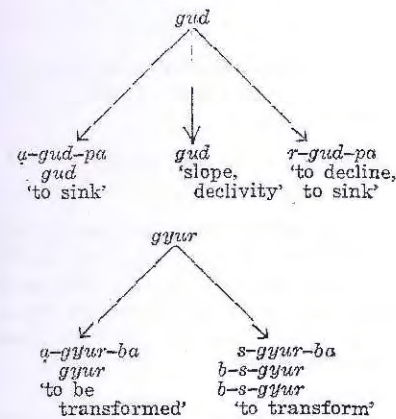 gud
ạ-gud-pa gud r-gud-pa
gud ‘slope, ‘to decline,
‘to sink’ declivity’ to sink’
gyur
ạ-gyur-ba s-gyur-ba
gyur b-s-gyur
‘to be b-s-gyur
transformed’ ‘to transform’